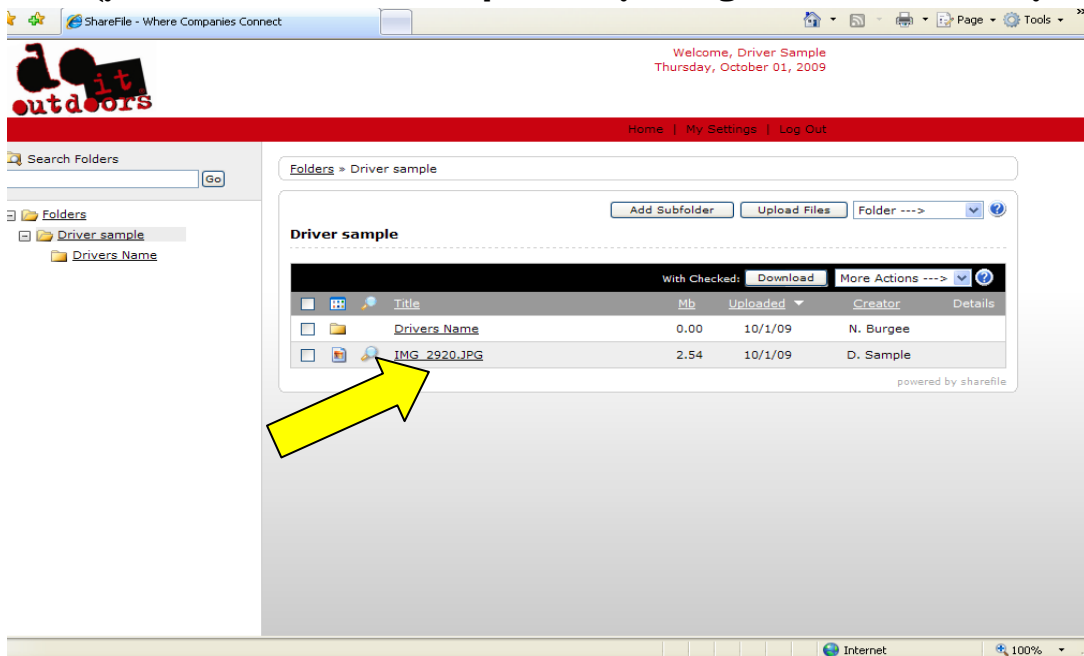 ShareFile - Where Companies Connect
Page Tools »
do it outdoors
Welcome, Driver Sample
Thursday, October 01, 2009
Home | My Settings | Log Out
Search Folders
Go
Folders
Driver sample
Drivers Name
Folders » Driver sample
Add Subfolder Upload Files Folder ---> ?
Driver sample
With Checked: Download More Actions ---> ?
Title Mb Uploaded Creator Details
Drivers Name 0.00 10/1/09 N. Burgee
IMG_2920.JPG 2.54 10/1/09 D. Sample
powered by sharefile
Internet 100%